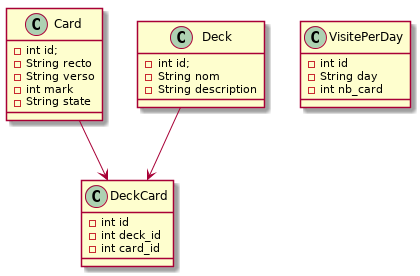 C Card
int id;
String recto
String verso
int mark
String state
C Deck
int id;
String nom
String description
C VisitePerDay
int id
String day
int nb_card
C DeckCard
int id
int deck_id
int card_id